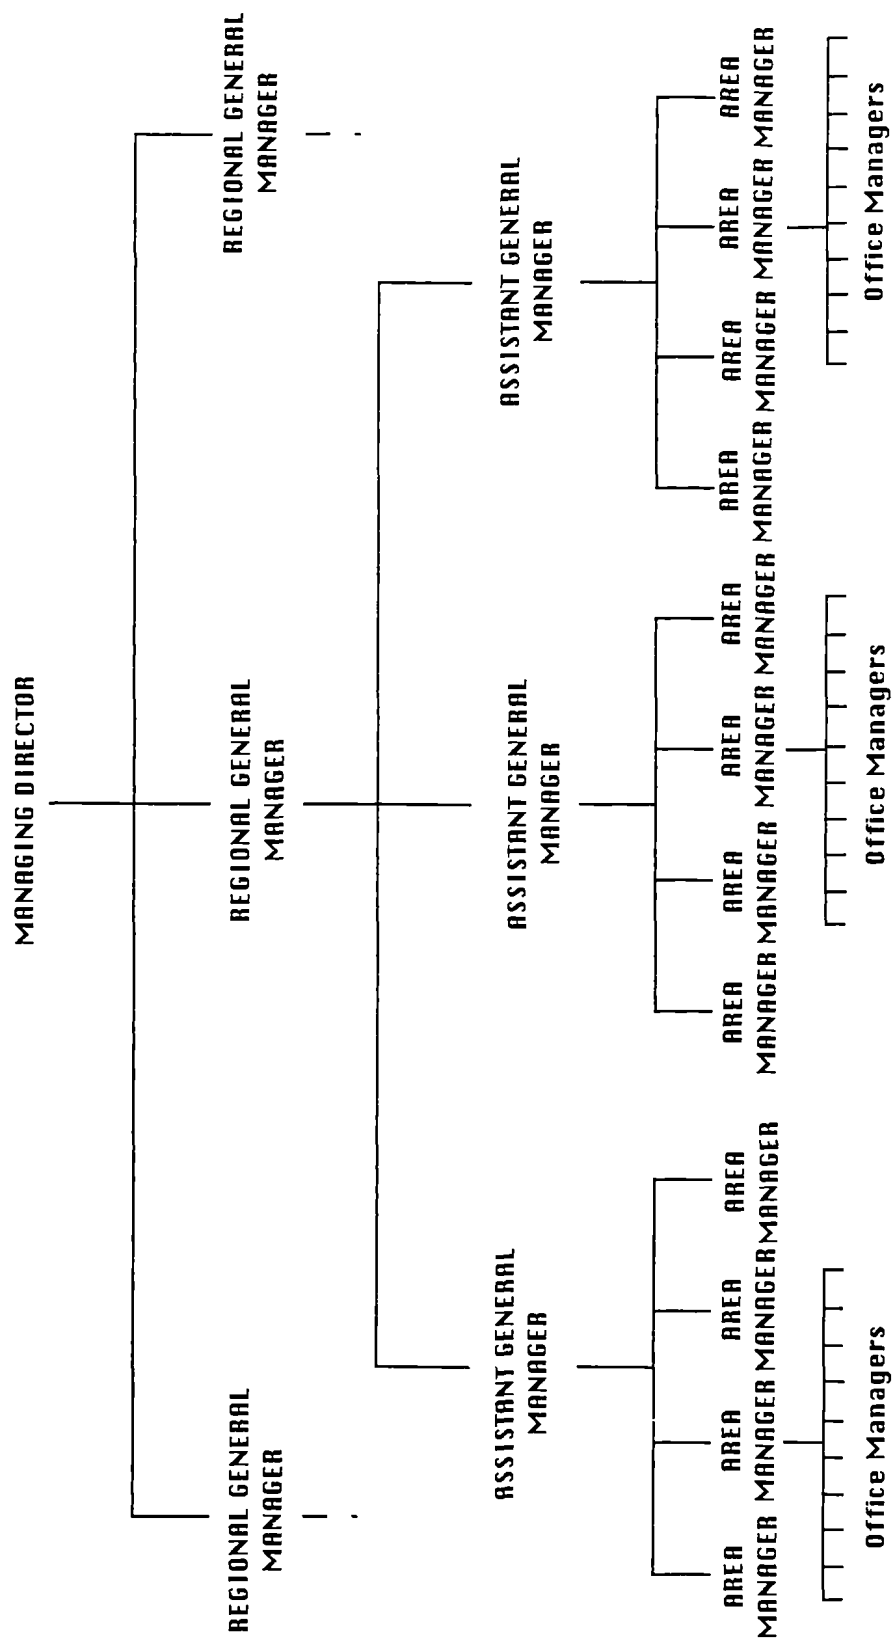 MANAGING DIRECTOR
REGIONAL GENERAL
MANAGER
REGIONAL GENERAL
MANAGER
REGIONAL GENERAL
MANAGER
ASSISTANT GENERAL
MANAGER
ASSISTANT GENERAL
MANAGER
ASSISTANT GENERAL
MANAGER
AREA AREA AREA AREA
MANAGER MANAGER MANAGER MANAGER
AREA AREA AREA AREA
MANAGER MANAGER MANAGER MANAGER
AREA AREA AREA AREA
MANAGER MANAGER MANAGER MANAGER
Office Managers
Office Managers
Office Managers